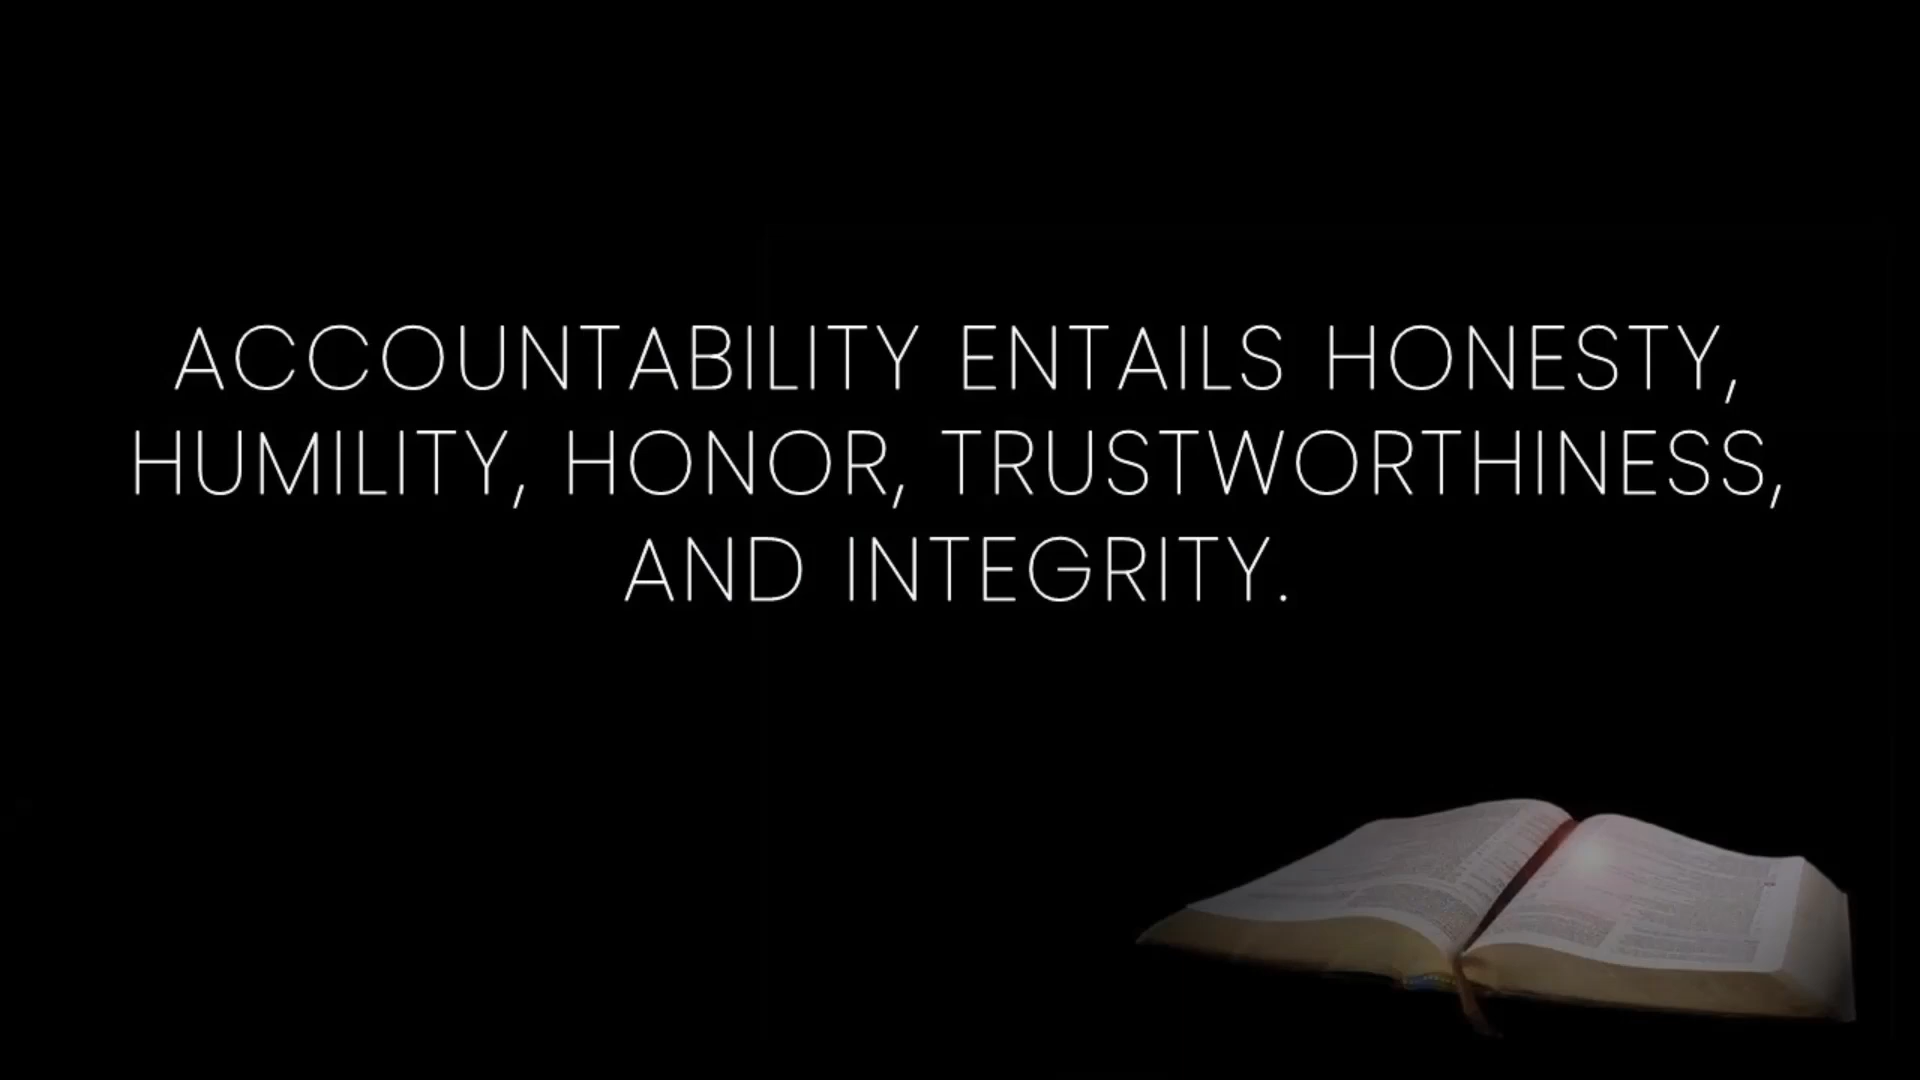 ACCOUNTABILITY ENTAILS HONESTY,
HUMILITY, HONOR, TRUSTWORTHINESS,
AND INTEGRITY.